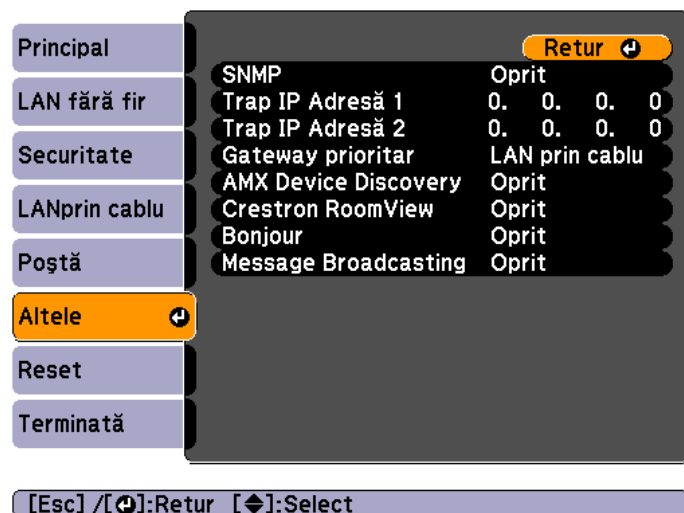 Principal
LAN fără fir
Securitate
LANprin cablu
Poştă
Altele
Reset
Terminată
Retur
SNMP Oprit
Trap IP Adresă 1 0. 0. 0. 0
Trap IP Adresă 2 0. 0. 0. 0
Gateway prioritar LAN prin cablu
AMX Device Discovery Oprit
Crestron RoomView Oprit
Bonjour Oprit
Message Broadcasting Oprit
[Esc] /[⏎]:Retur [◆]:Select